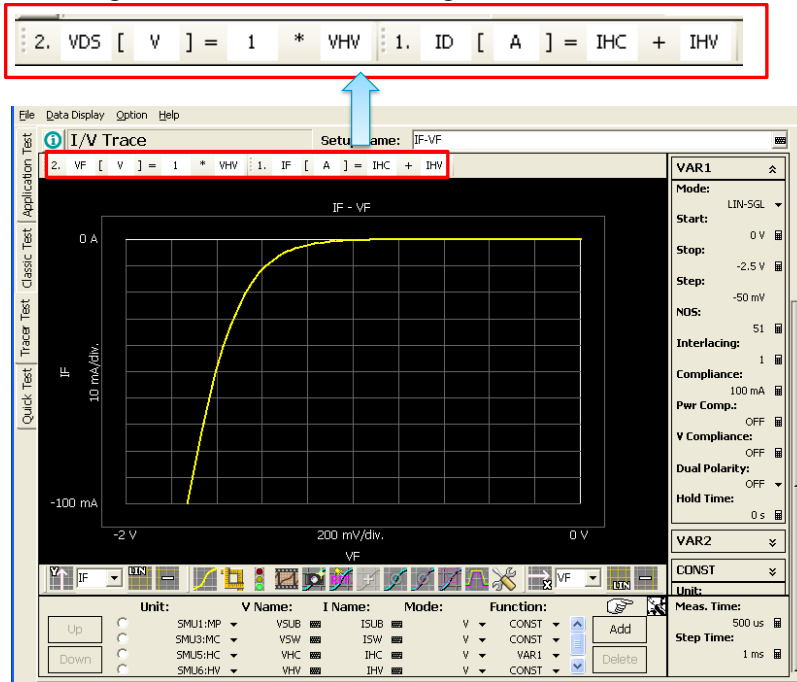 2. VDS [ V ] = 1 * VHV 1. ID [ A ] = IHC + IHV
File Data Display Option Help
I/V Trace Setup Name: IF-VF
2. VF [ V ] = 1 * VHV 1. IF [ A ] = IHC + IHV
Application Test
Classic Test
Tracer Test
Quick Test
IF - VF
0 A
IF
10 mA/div.
-100 mA
-2 V 200 mV/div. 0 V
VF
VAR1
Mode:
LIN-SGL
Start:
0 V
Stop:
-2.5 V
Step:
-50 mV
NOS:
51
Interlacing:
1
Compliance:
100 mA
Pwr Comp.:
OFF
V Compliance:
OFF
Dual Polarity:
OFF
Hold Time:
0 s
VAR2
CONST
Unit:
Y IF LIN X VF LIN
Unit: V Name: I Name: Mode: Function:
Up SMU1:MP VSUB ISUB V CONST Add
SMU3:MC VSW ISW V CONST
Down SMU5:HC VHC IHC V VAR1 Delete
SMU6:HV VHV IHV V CONST
Meas. Time:
500 us
Step Time:
1 ms